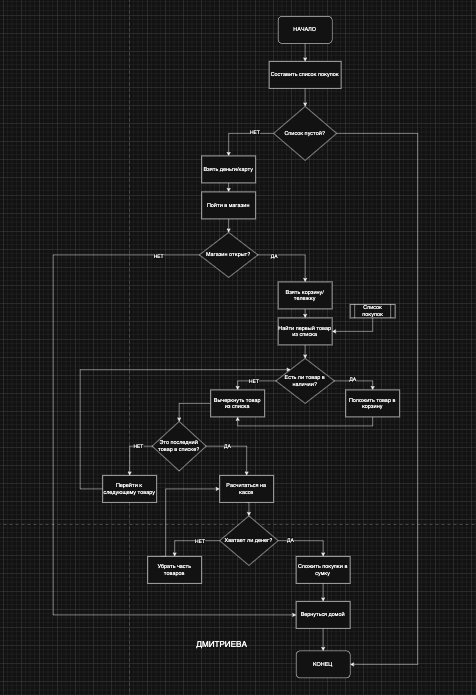 НАЧАЛО
Составить список покупок
Список пустой?
НЕТ
Взять деньги/карту
Пойти в магазин
Магазин открыт?
НЕТ
ДА
Взять корзину/
тележку
Список
покупок
Найти первый товар
из списка
Есть ли товар в
наличии?
НЕТ
ДА
Вычеркнуть товар
из списка
Положить товар в
корзину
Это последний
товар в списке?
НЕТ
ДА
Перейти к
следующему товару
Расчитаться на
кассе
Хватает ли денег?
НЕТ
ДА
Убрать часть
товаров
Сложить покупки в
сумку
Вернуться домой
ДМИТРИЕВА
КОНЕЦ